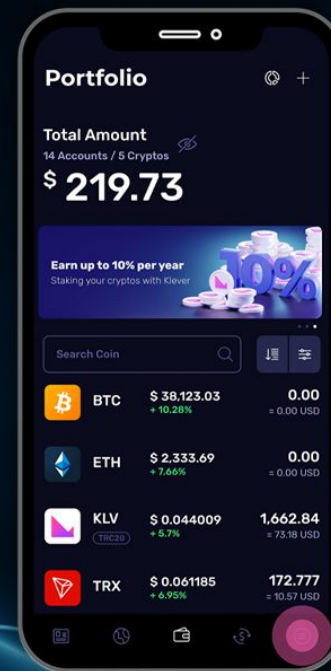 Portfolio
Total Amount
14 Accounts / 5 Cryptos
$ 219.73
Earn up to 10% per year
Staking your cryptos with Klever
10%
Search Coin
BTC $ 38,123.03 0.00
+ 10.28% = 0.00 USD
ETH $ 2,333.69 0.00
+ 7.66% = 0.00 USD
KLV $ 0.044009 1,662.84
TRC20 + 5.7% = 73.18 USD
TRX $ 0.061185 172.777
+ 6.95% = 10.57 USD